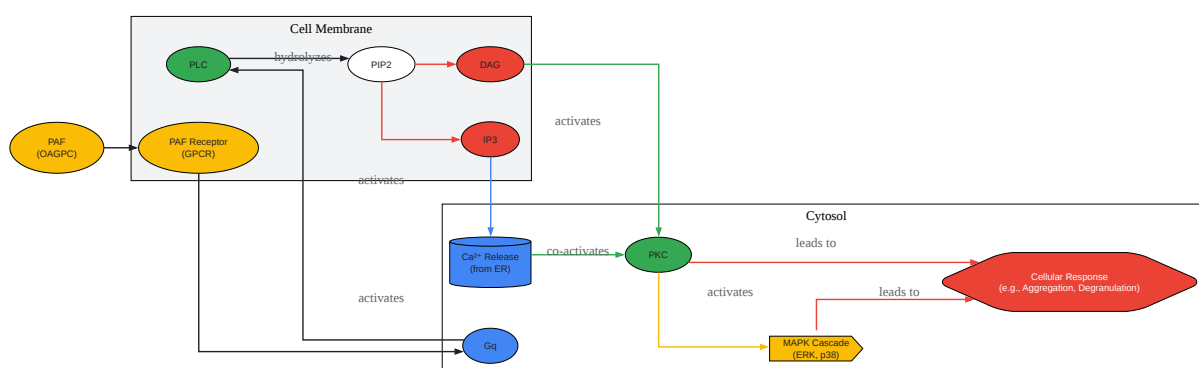 Cell Membrane
PLC
hydrolyzes
PIP2
DAG
activates
PAF
(OAGPC)
PAF Receptor
(GPCR)
IP3
activates
Cytosol
Ca²⁺ Release
(from ER)
co-activates
PKC
leads to
Cellular Response
(e.g., Aggregation, Degranulation)
activates
activates
leads to
Gq
MAPK Cascade
(ERK, p38)